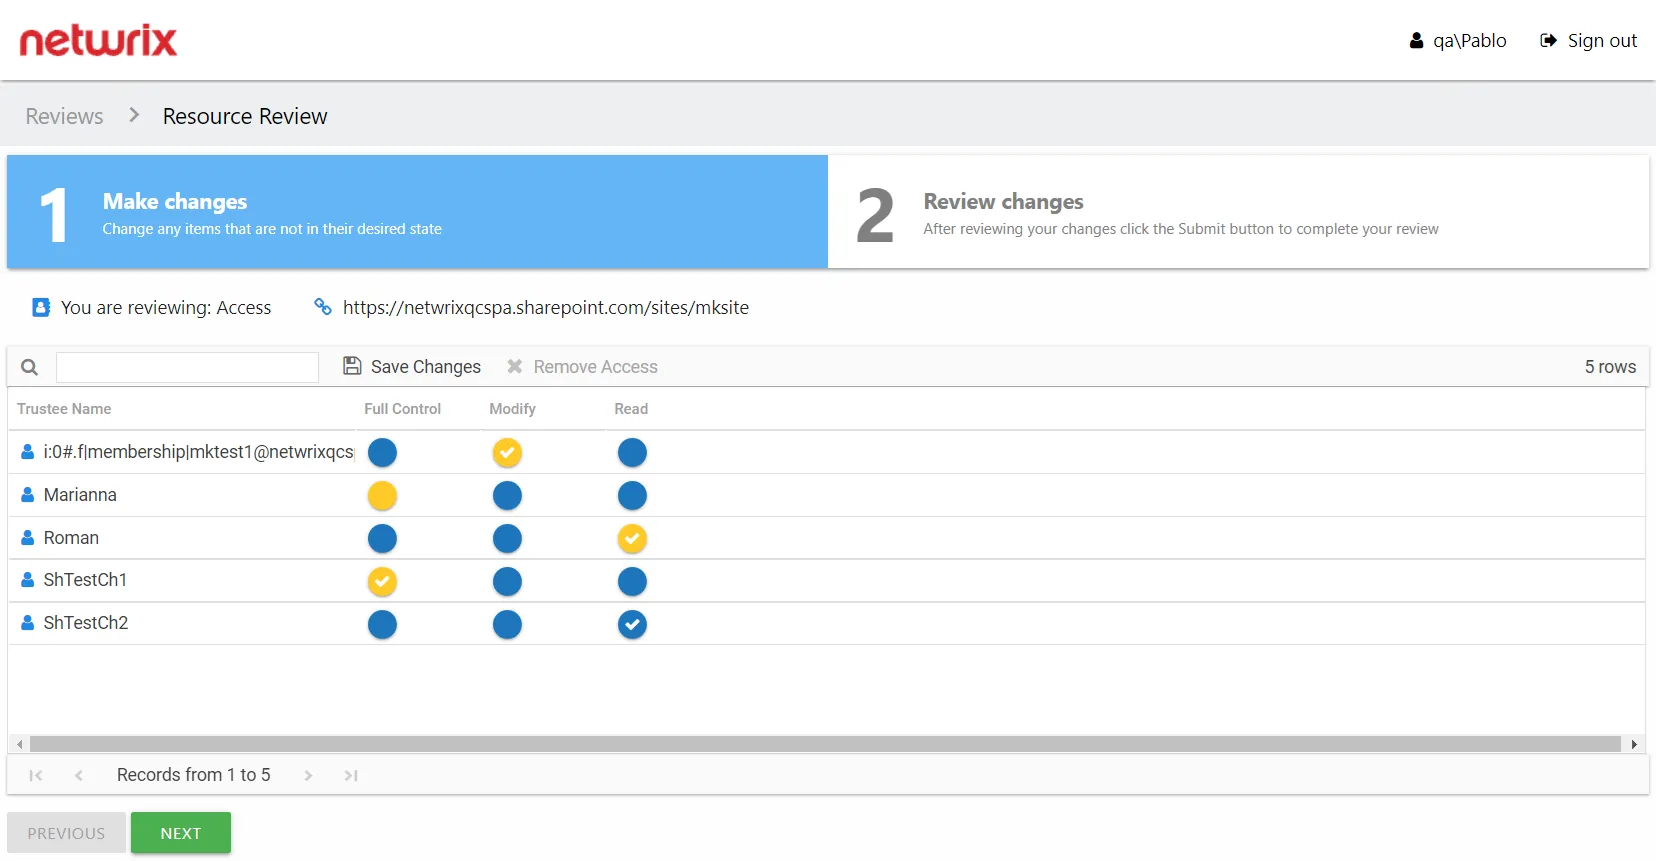 netwrix
qa\Pablo
Sign out
Reviews > Resource Review
1
Make changes
Change any items that are not in their desired state
2
Review changes
After reviewing your changes click the Submit button to complete your review
You are reviewing: Access
https://netwrixqcspa.sharepoint.com/sites/mksite
Save Changes
Remove Access
5 rows
Trustee Name Full Control Modify Read
i:0#.f|membership|mktest1@netwrixqcs
Marianna
Roman
ShTestCh1
ShTestCh2
Records from 1 to 5
PREVIOUS
NEXT